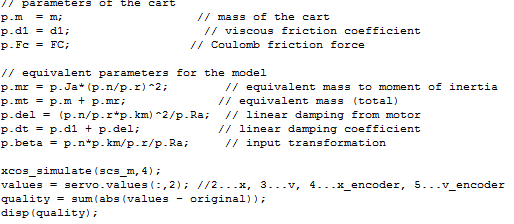 // parameters of the cart
p.m = m; // mass of the cart
p.d1 = d1; // viscous friction coefficient
p.Fc = FC; // Coulomb friction force
// equivalent parameters for the model
p.mr = p.Ja*(p.n/p.r)^2; // equivalent mass to moment of inertia
p.mt = p.m + p.mr; // equivalent mass (total)
p.del = (p.n/p.r*p.km)^2/p.Ra; // linear damping from motor
p.dt = p.d1 + p.del; // linear damping coefficient
p.beta = p.n*p.km/p.r/p.Ra; // input transformation
xcos_simulate(scs_m,4);
values = servo.values(:,2); //2...x, 3...v, 4...x_encoder, 5...v_encoder
quality = sum(abs(values - original));
disp(quality);